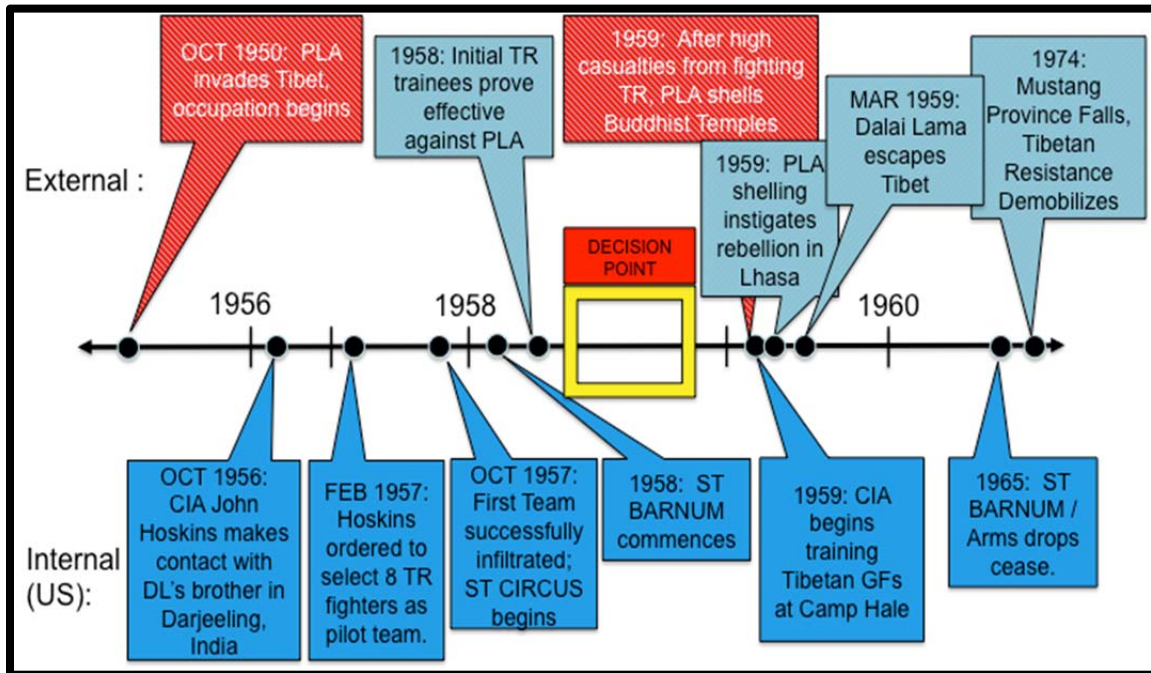 OCT 1950: PLA
invades Tibet,
occupation begins
1958: Initial TR
trainees prove
effective
against PLA
1959: After high
casualties from fighting
TR, PLA shells
Buddhist Temples
1959: PLA
shelling
instigates
rebellion in
Lhasa
MAR 1959:
Dalai Lama
escapes
Tibet
1974:
Mustang
Province Falls,
Tibetan
Resistance
Demobilizes
External :
DECISION
POINT
1956
1958
1960
Internal
(US):
OCT 1956:
CIA John
Hoskins makes
contact with
DL's brother in
Darjeeling,
India
FEB 1957:
Hoskins
ordered to
select 8 TR
fighters as
pilot team.
OCT 1957:
First Team
successfully
infiltrated;
ST CIRCUS
begins
1958: ST
BARNUM
commences
1959: CIA
begins
training
Tibetan GFs
at Camp Hale
1965: ST
BARNUM /
Arms drops
cease.